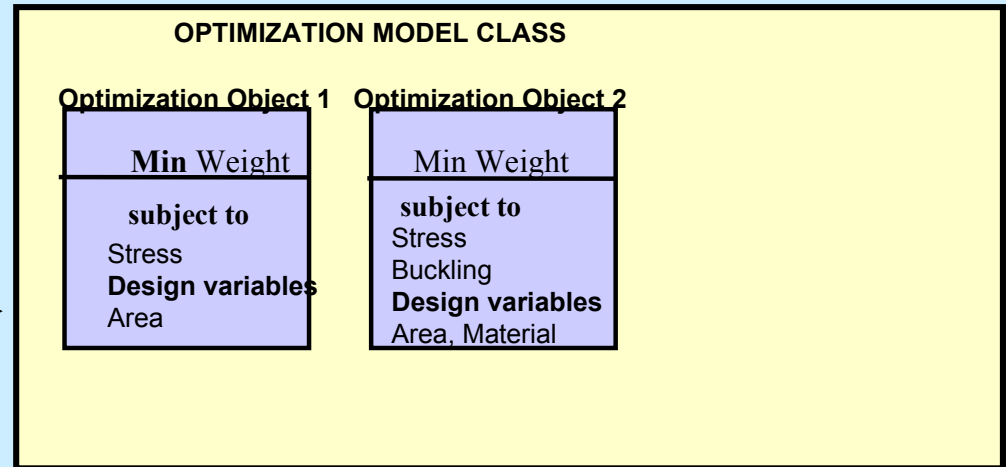 OPTIMIZATION MODEL CLASS
Optimization Object 1
Min Weight
subject to
Stress
Design variables
Area
Optimization Object 2
Min Weight
subject to
Stress
Buckling
Design variables
Area, Material